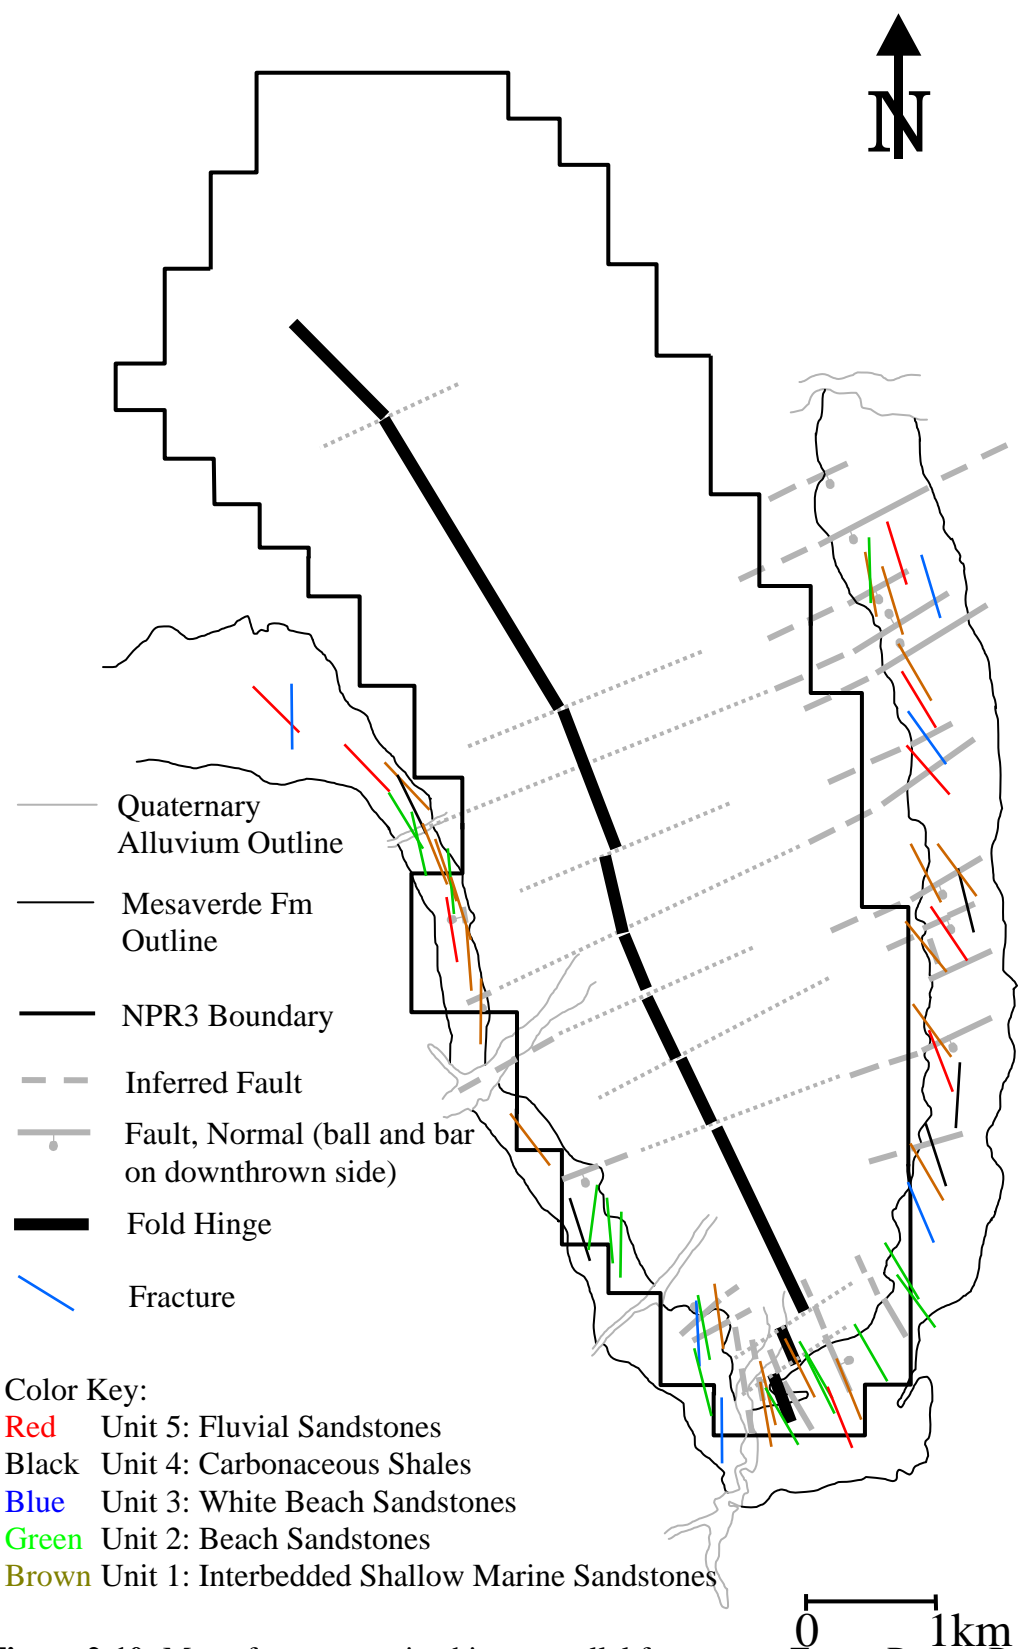 N
Quaternary
Alluvium Outline
Mesaverde Fm
Outline
NPR3 Boundary
Inferred Fault
Fault, Normal (ball and bar
on downthrown side)
Fold Hinge
Fracture
Color Key:
Red Unit 5: Fluvial Sandstones
Black Unit 4: Carbonaceous Shales
Blue Unit 3: White Beach Sandstones
Green Unit 2: Beach Sandstones
Brown Unit 1: Interbedded Shallow Marine Sandstones
0 1km